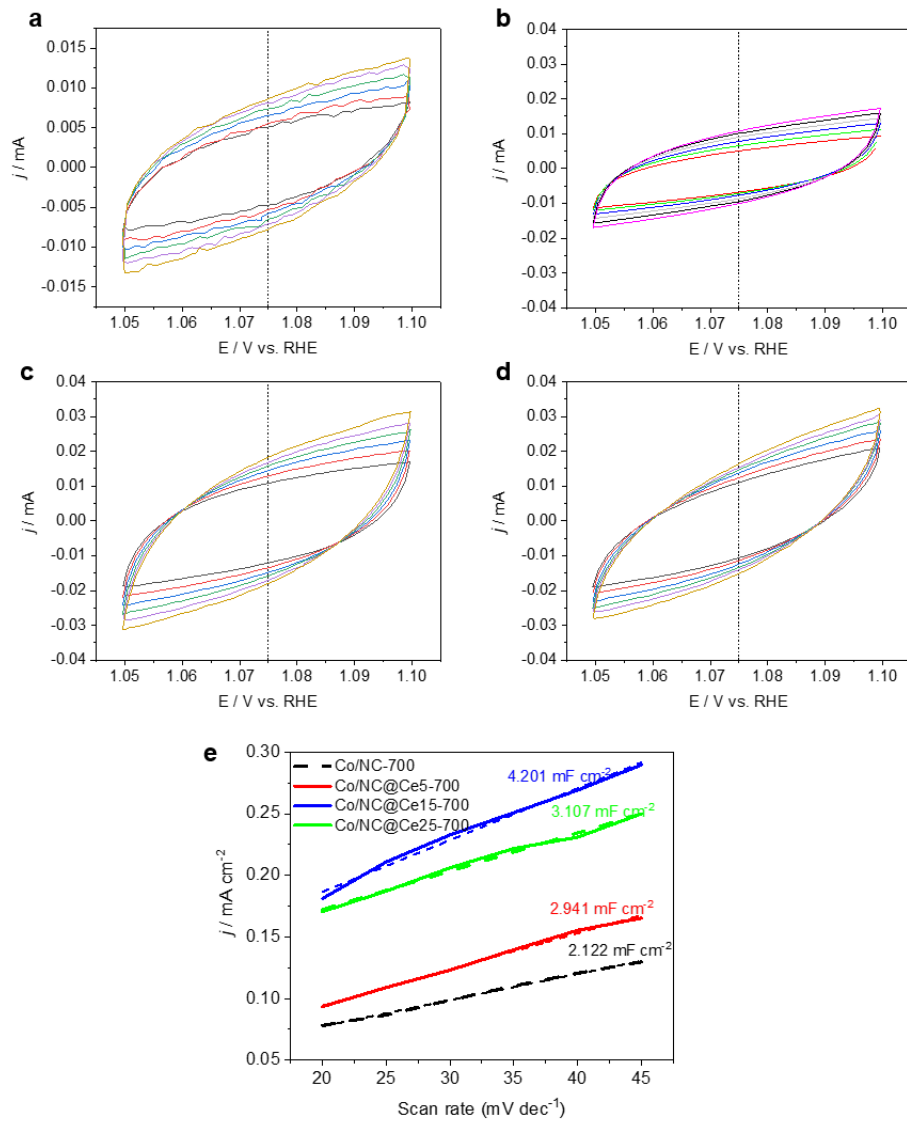 a
0.015
0.010
0.005
0.000
-0.005
-0.010
-0.015
j / mA
1.05 1.06 1.07 1.08 1.09 1.10
E / V vs. RHE
b
0.04
0.03
0.02
0.01
0.00
-0.01
-0.02
-0.03
-0.04
j / mA
1.05 1.06 1.07 1.08 1.09 1.10
E / V vs. RHE
c
0.04
0.03
0.02
0.01
0.00
-0.01
-0.02
-0.03
-0.04
j / mA
1.05 1.06 1.07 1.08 1.09 1.10
E / V vs. RHE
d
0.04
0.03
0.02
0.01
0.00
-0.01
-0.02
-0.03
-0.04
j / mA
1.05 1.06 1.07 1.08 1.09 1.10
E / V vs. RHE
e
0.30
0.25
0.20
0.15
0.10
0.05
j / mA cm⁻²
Co/NC-700
Co/NC@Ce5-700
Co/NC@Ce15-700
Co/NC@Ce25-700
4.201 mF cm⁻²
3.107 mF cm⁻²
2.941 mF cm⁻²
2.122 mF cm⁻²
20 25 30 35 40 45
Scan rate (mV dec⁻¹)